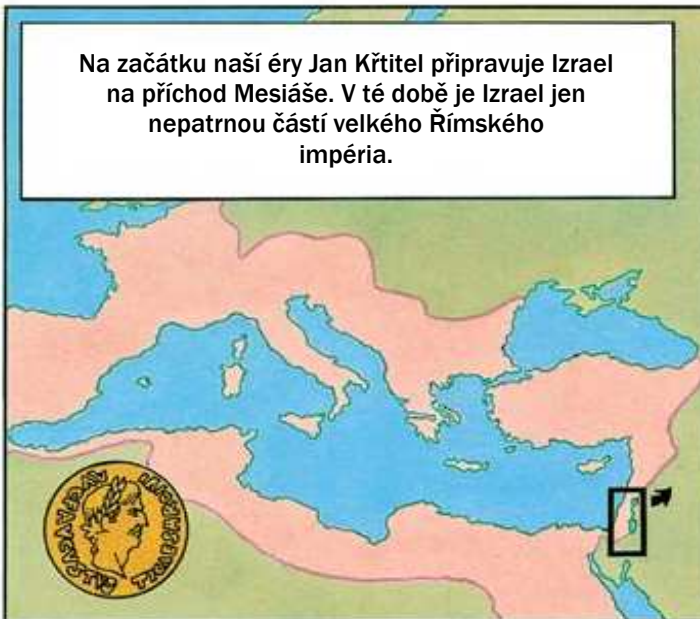 Na začátku naší éry Jan Křtitel připravuje Izrael
na příchod Mesiáše. V té době je Izrael jen
nepatrnou částí velkého Římského
impéria.